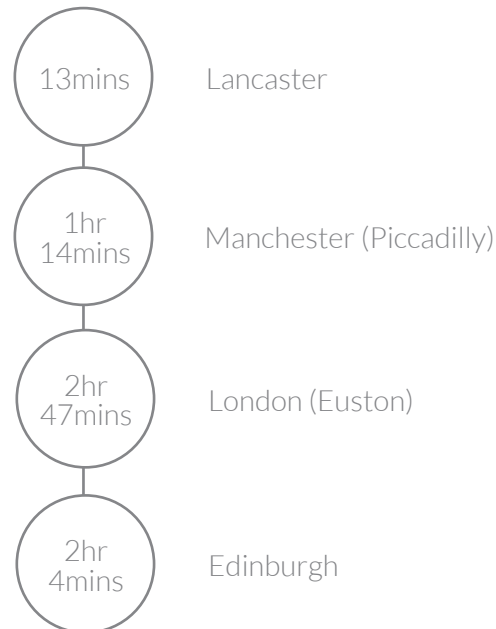 13mins
Lancaster
1hr
14mins
Manchester (Piccadilly)
2hr
47mins
London (Euston)
2hr
4mins
Edinburgh